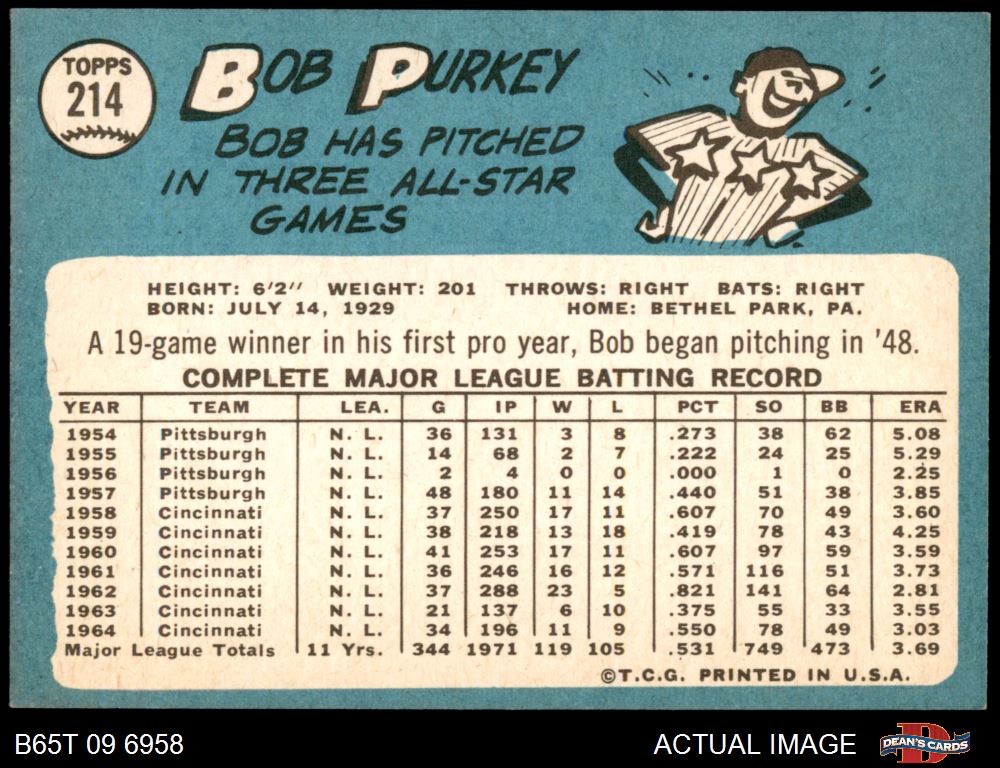 TOPPS
214
BOB PURKEY
BOB HAS PITCHED
IN THREE ALL-STAR
GAMES
HEIGHT: 6'2" WEIGHT: 201 THROWS: RIGHT BATS: RIGHT
BORN: JULY 14, 1929 HOME: BETHEL PARK, PA.
A 19-game winner in his first pro year, Bob began pitching in '48.
COMPLETE MAJOR LEAGUE BATTING RECORD
YEAR TEAM LEA. G IP W L PCT SO BB ERA
1954 Pittsburgh N. L. 36 131 3 8 .273 38 62 5.08
1955 Pittsburgh N. L. 14 68 2 7 .222 24 25 5.29
1956 Pittsburgh N. L. 2 4 0 0 .000 1 0 2.25
1957 Pittsburgh N. L. 48 180 11 14 .440 51 38 3.85
1958 Cincinnati N. L. 37 250 17 11 .607 70 49 3.60
1959 Cincinnati N. L. 38 218 13 18 .419 78 43 4.25
1960 Cincinnati N. L. 41 253 17 11 .607 97 59 3.59
1961 Cincinnati N. L. 36 246 16 12 .571 116 51 3.73
1962 Cincinnati N. L. 37 288 23 5 .821 141 64 2.81
1963 Cincinnati N. L. 21 137 6 10 .375 55 33 3.55
1964 Cincinnati N. L. 34 196 11 9 .550 78 49 3.03
Major League Totals 11 Yrs. 344 1971 119 105 .531 749 473 3.69
©T.C.G. PRINTED IN U.S.A.
B65T 09 6958 ACTUAL IMAGE D DEAN'S CARDS